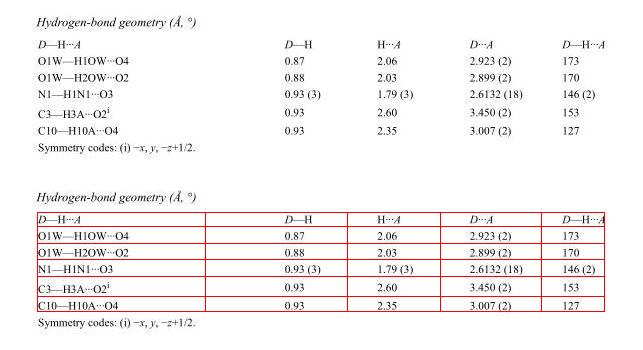 Hydrogen-bond geometry (Å, °)
D—H···A D—H H···A D···A D—H···A
O1W—H1OW···O4 0.87 2.06 2.923 (2) 173
O1W—H2OW···O2 0.88 2.03 2.899 (2) 170
N1—H1N1···O3 0.93 (3) 1.79 (3) 2.6132 (18) 146 (2)
C3—H3A···O2ⁱ 0.93 2.60 3.450 (2) 153
C10—H10A···O4 0.93 2.35 3.007 (2) 127
Symmetry codes: (i) −x, y, −z+1/2.
Hydrogen-bond geometry (Å, °)
D—H···A D—H H···A D···A D—H···A
O1W—H1OW···O4 0.87 2.06 2.923 (2) 173
O1W—H2OW···O2 0.88 2.03 2.899 (2) 170
N1—H1N1···O3 0.93 (3) 1.79 (3) 2.6132 (18) 146 (2)
C3—H3A···O2ⁱ 0.93 2.60 3.450 (2) 153
C10—H10A···O4 0.93 2.35 3.007 (2) 127
Symmetry codes: (i) −x, y, −z+1/2.